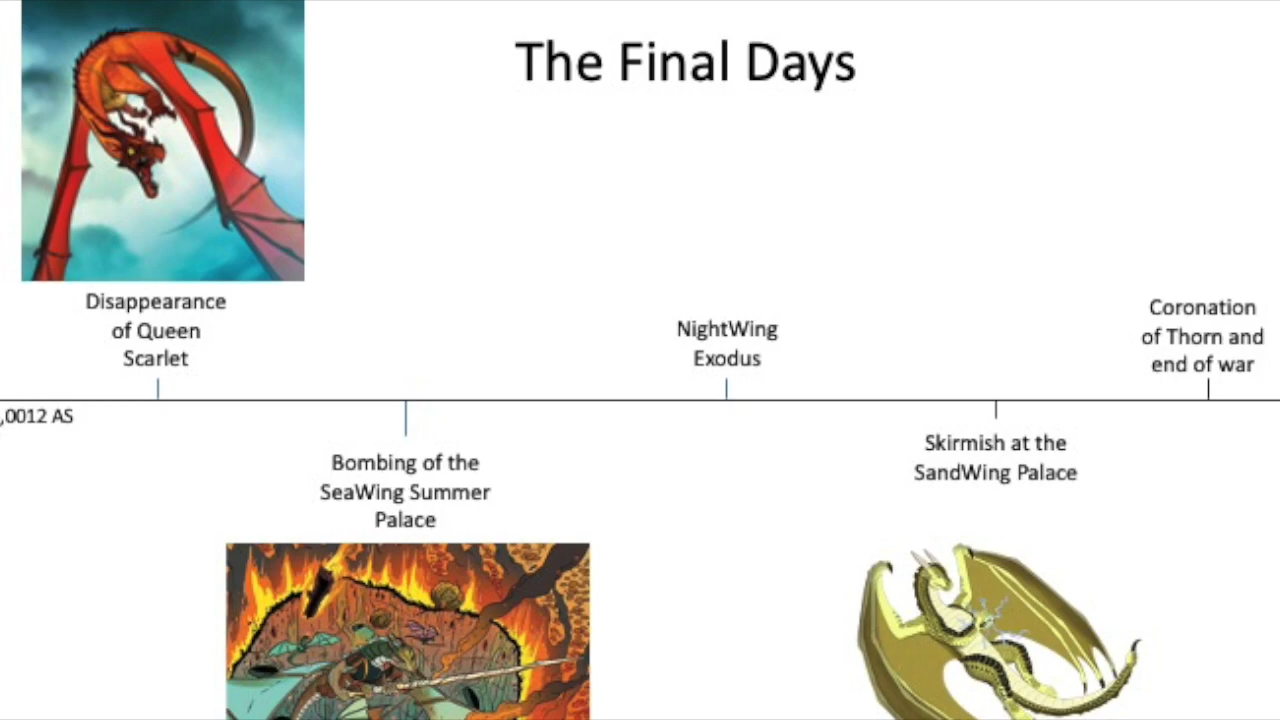 The Final Days
Disappearance
of Queen
Scarlet
NightWing
Exodus
Coronation
of Thorn and
end of war
,0012 AS
Bombing of the
SeaWing Summer
Palace
Skirmish at the
SandWing Palace